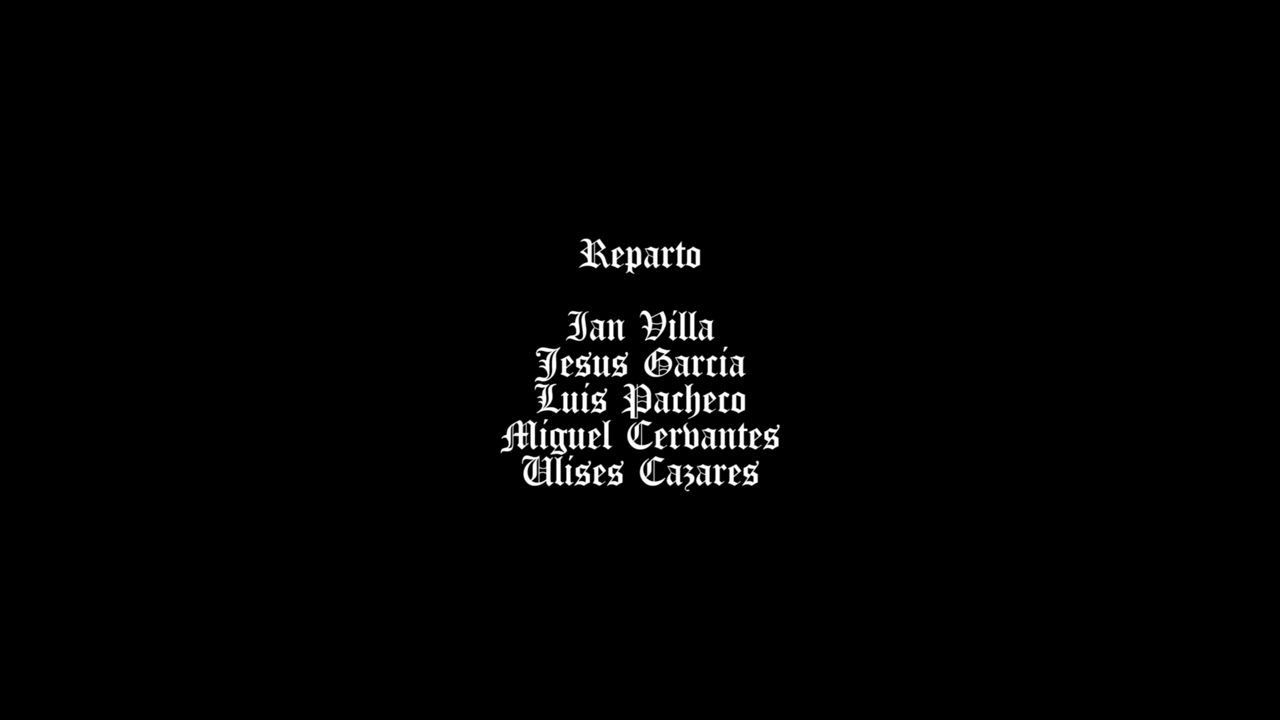 Reparto
Ian Villa
Jesus Garcia
Luis Pacheco
Miguel Cervantes
Ulises Cazares